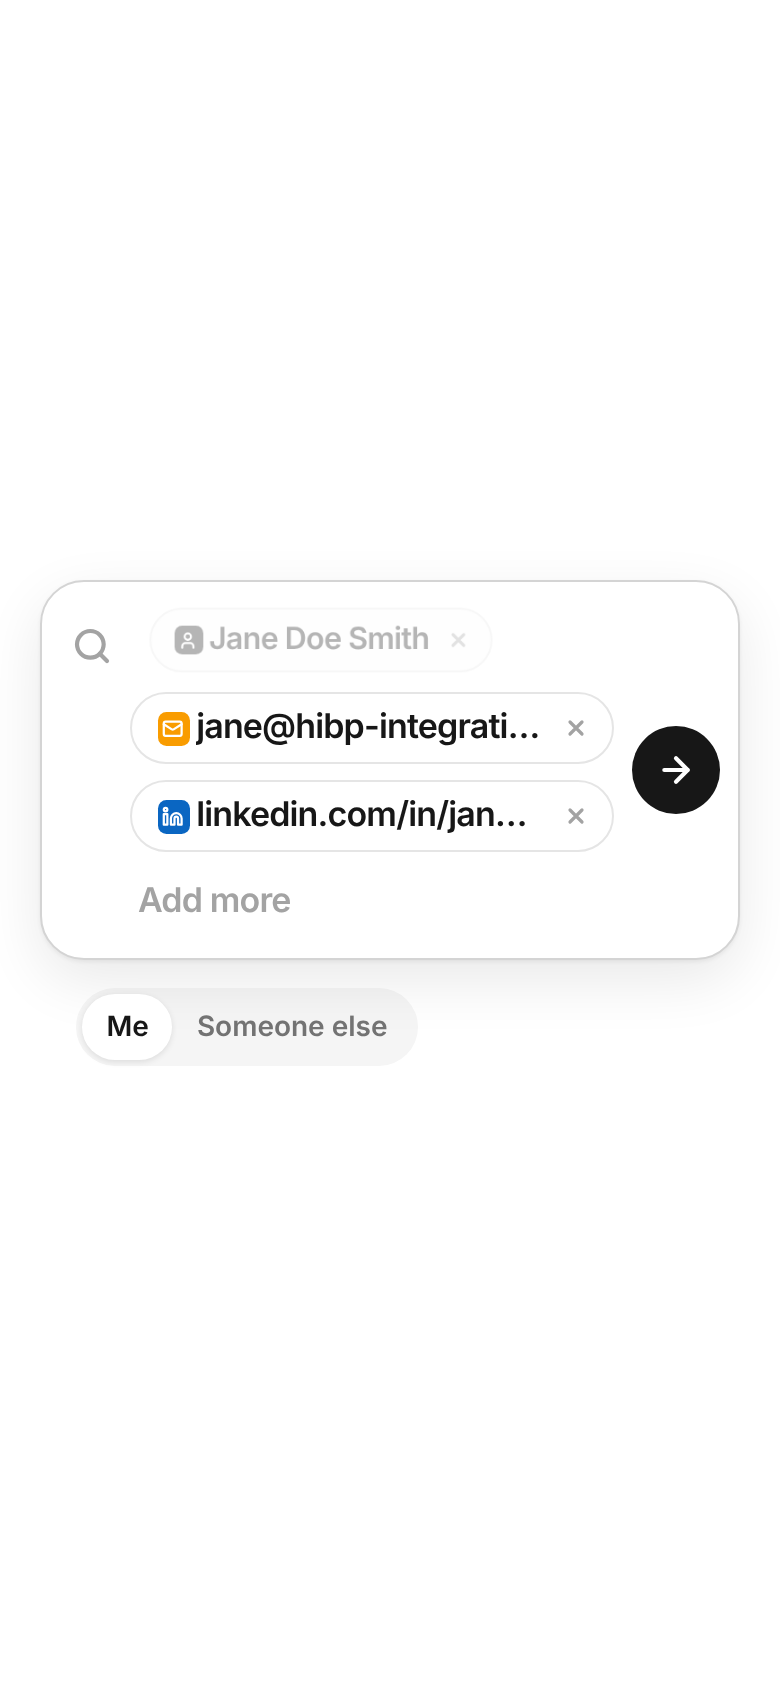 Jane Doe Smith
jane@hibp-integrati...
linkedin.com/in/jan...
Add more
Me Someone else